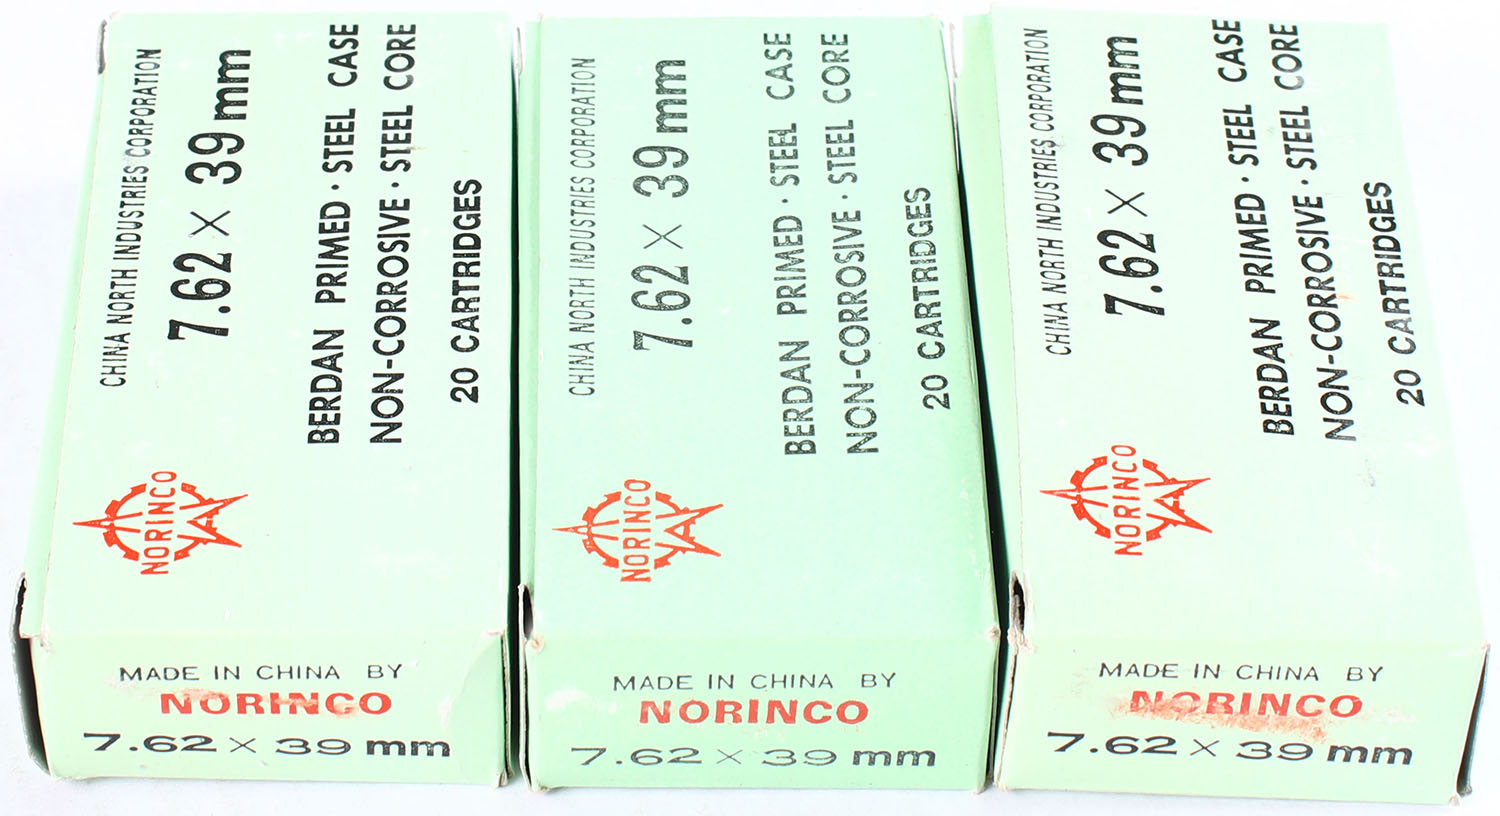 CHINA NORTH INDUSTRIES CORPORATION
7.62 × 39 mm
BERDAN PRIMED · STEEL CASE
NON-CORROSIVE · STEEL CORE
20 CARTRIDGES
NORINCO
MADE IN CHINA BY
NORINCO
7.62 × 39 mm
CHINA NORTH INDUSTRIES CORPORATION
7.62 × 39 mm
BERDAN PRIMED · STEEL CASE
NON-CORROSIVE · STEEL CORE
20 CARTRIDGES
NORINCO
MADE IN CHINA BY
NORINCO
7.62 × 39 mm
CHINA NORTH INDUSTRIES CORPORATION
7.62 × 39 mm
BERDAN PRIMED · STEEL CASE
NON-CORROSIVE · STEEL CORE
20 CARTRIDGES
NORINCO
MADE IN CHINA BY
NORINCO
7.62 × 39 mm